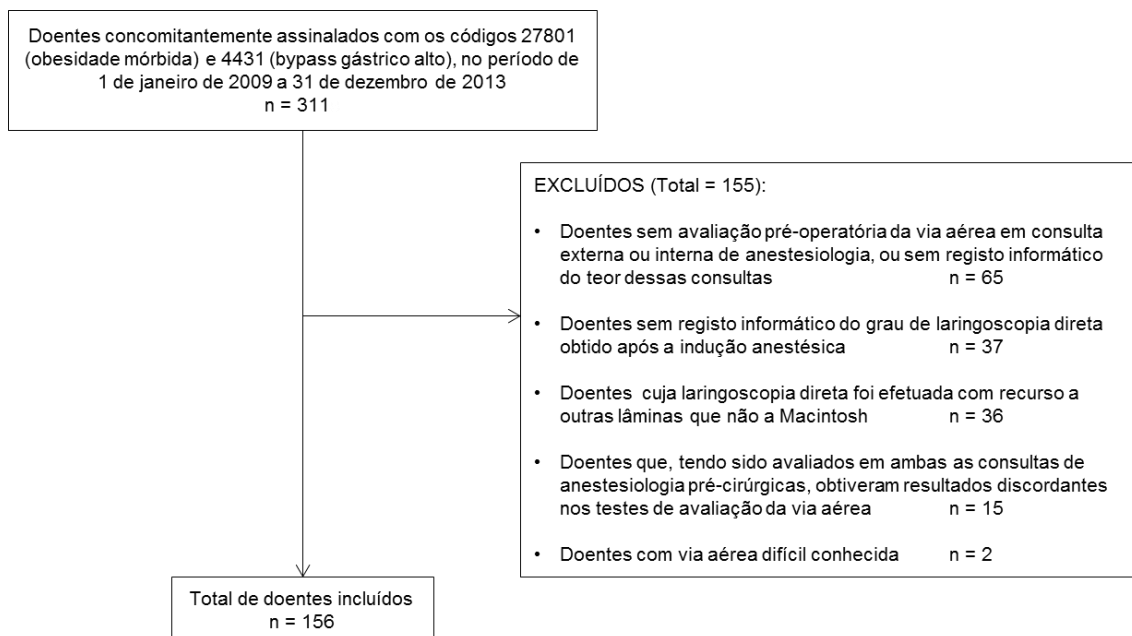 Doentes concomitantemente assinalados com os códigos 27801
(obesidade mórbida) e 4431 (bypass gástrico alto), no período de
1 de janeiro de 2009 a 31 de dezembro de 2013
n = 311
EXCLUÍDOS (Total = 155):
• Doentes sem avaliação pré-operatória da via aérea em consulta
externa ou interna de anestesiologia, ou sem registo informático
do teor dessas consultas n = 65
• Doentes sem registo informático do grau de laringoscopia direta
obtido após a indução anestésica n = 37
• Doentes cuja laringoscopia direta foi efetuada com recurso a
outras lâminas que não a Macintosh n = 36
• Doentes que, tendo sido avaliados em ambas as consultas de
anestesiologia pré-cirúrgicas, obtiveram resultados discordantes
nos testes de avaliação da via aérea n = 15
• Doentes com via aérea difícil conhecida n = 2
Total de doentes incluídos
n = 156